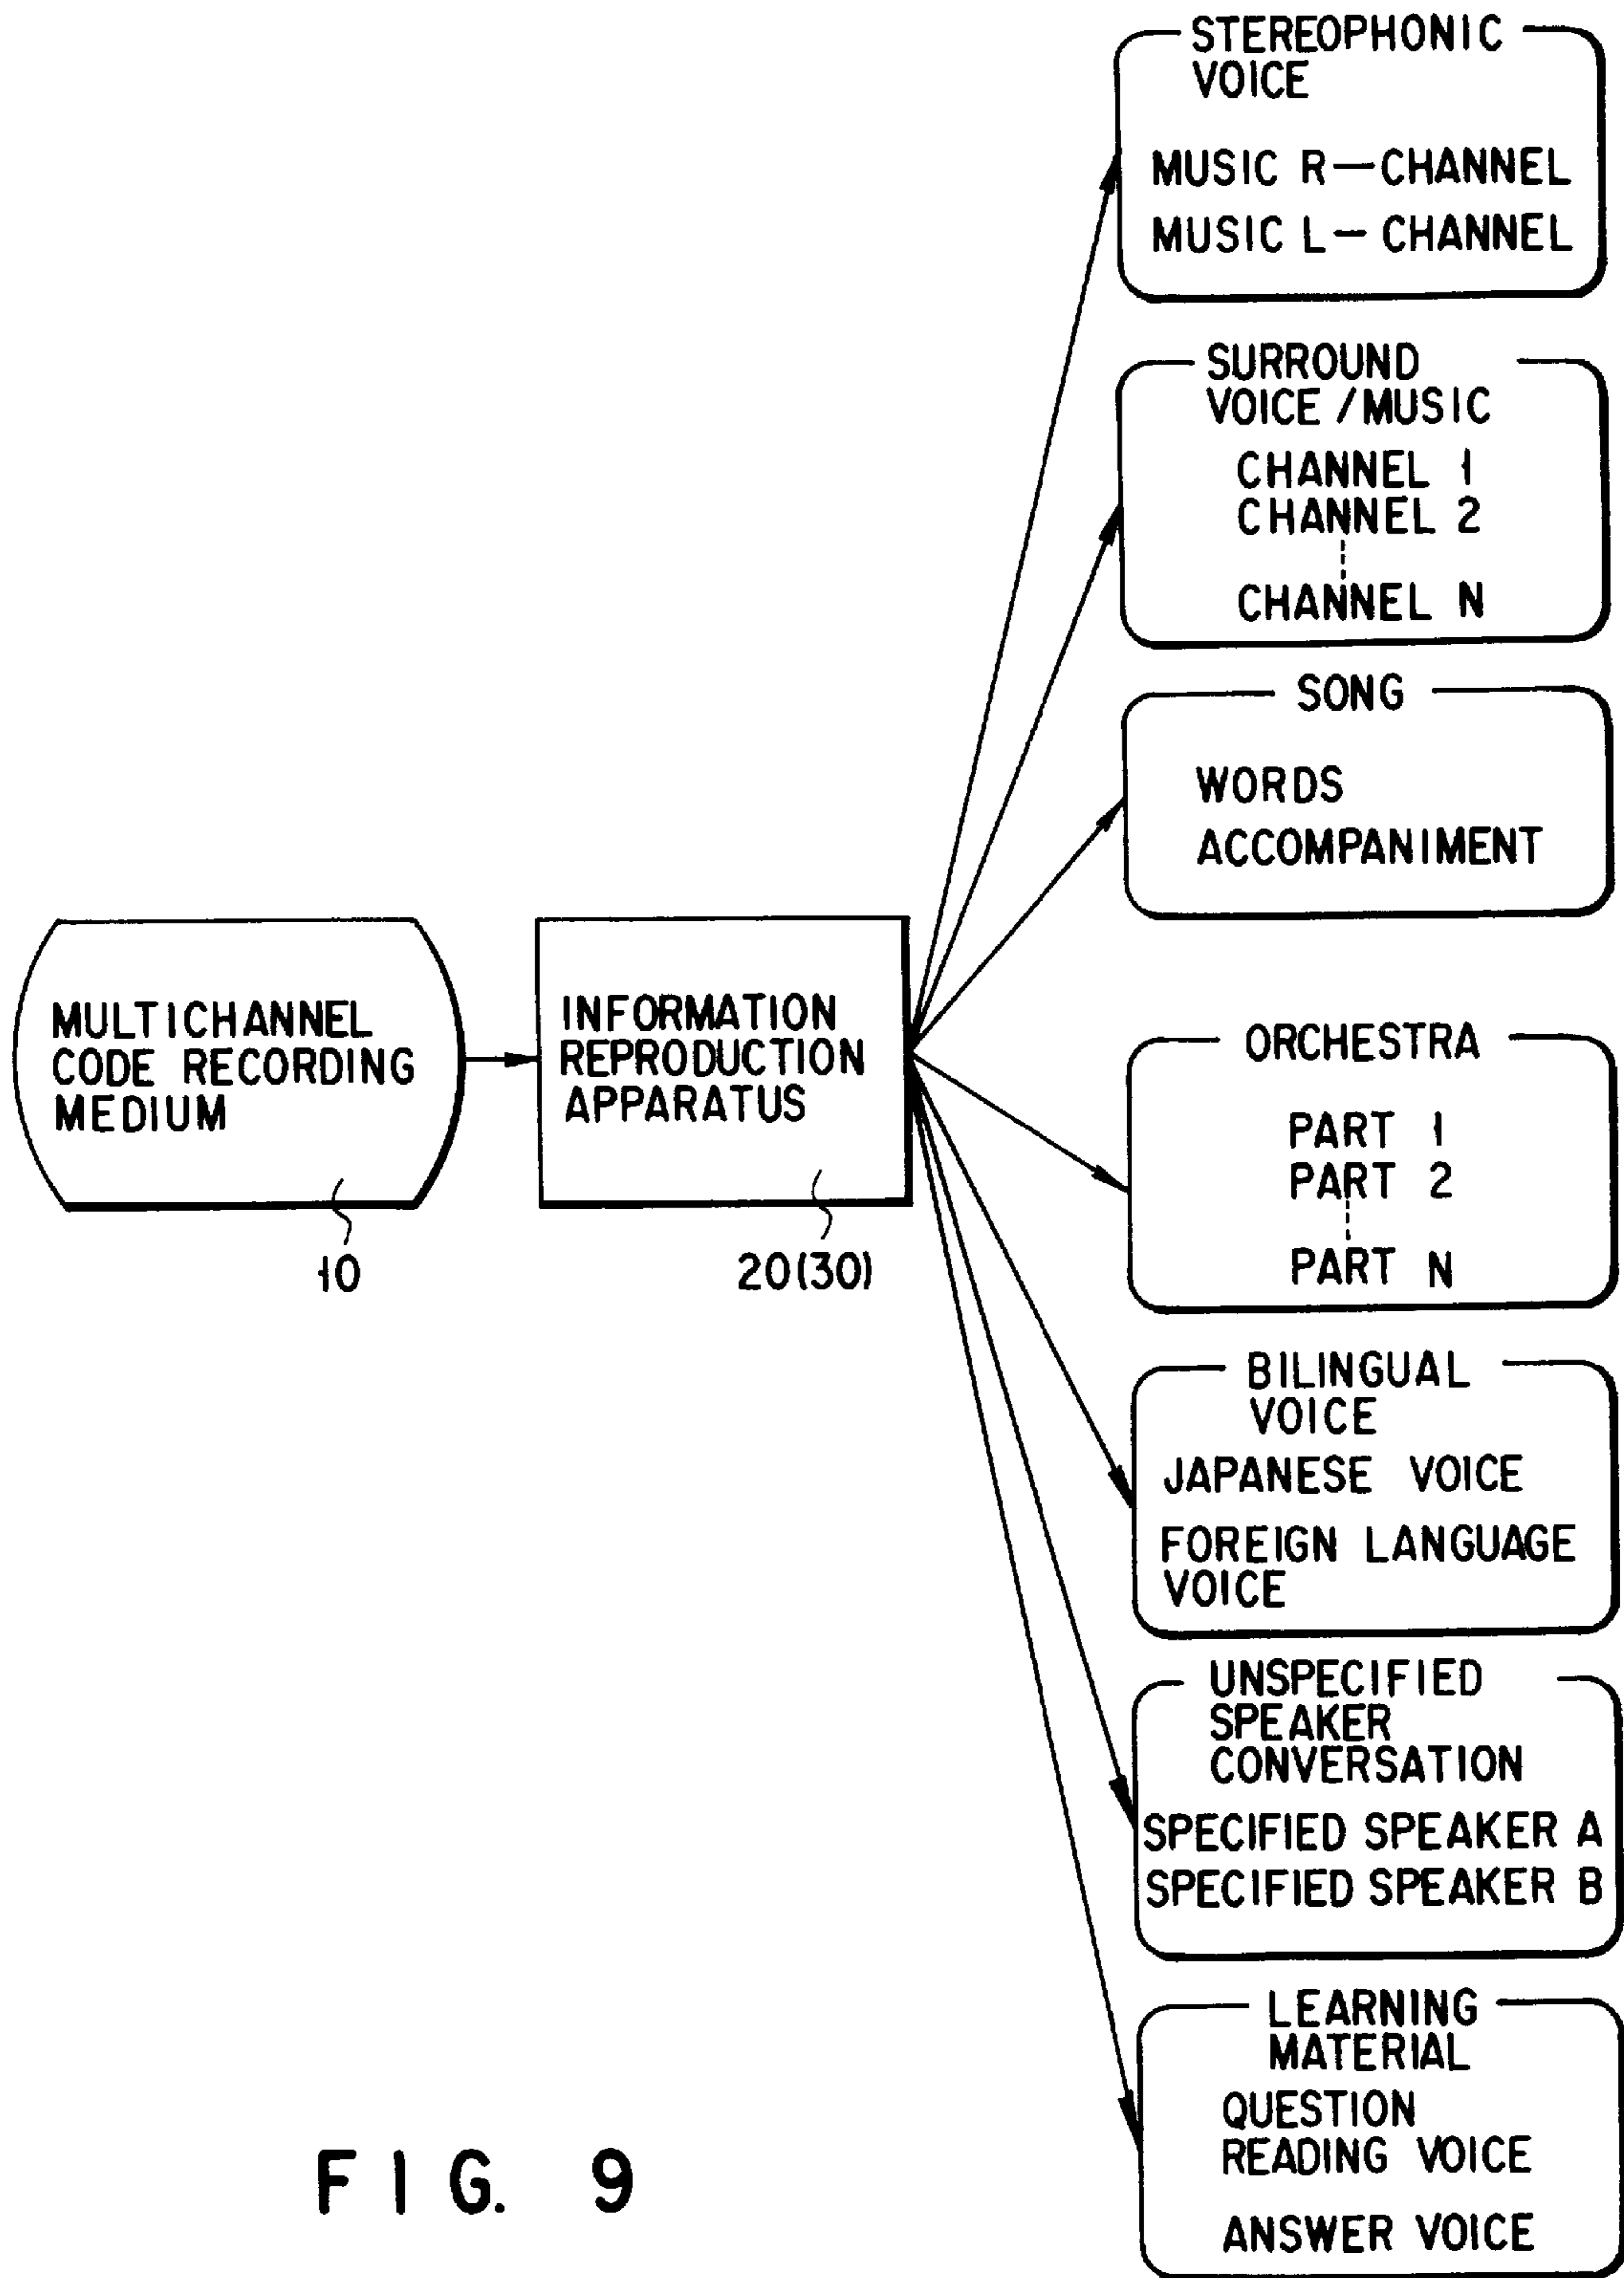 STEREOPHONIC
VOICE
MUSIC R—CHANNEL
MUSIC L—CHANNEL
SURROUND
VOICE/MUSIC
CHANNEL 1
CHANNEL 2
CHANNEL N
SONG
WORDS
ACCOMPANIMENT
MULTICHANNEL
CODE RECORDING
MEDIUM
10
INFORMATION
REPRODUCTION
APPARATUS
20(30)
ORCHESTRA
PART 1
PART 2
PART N
BILINGUAL
VOICE
JAPANESE VOICE
FOREIGN LANGUAGE
VOICE
UNSPECIFIED
SPEAKER
CONVERSATION
SPECIFIED SPEAKER A
SPECIFIED SPEAKER B
LEARNING
MATERIAL
QUESTION
READING VOICE
ANSWER VOICE
FIG. 9